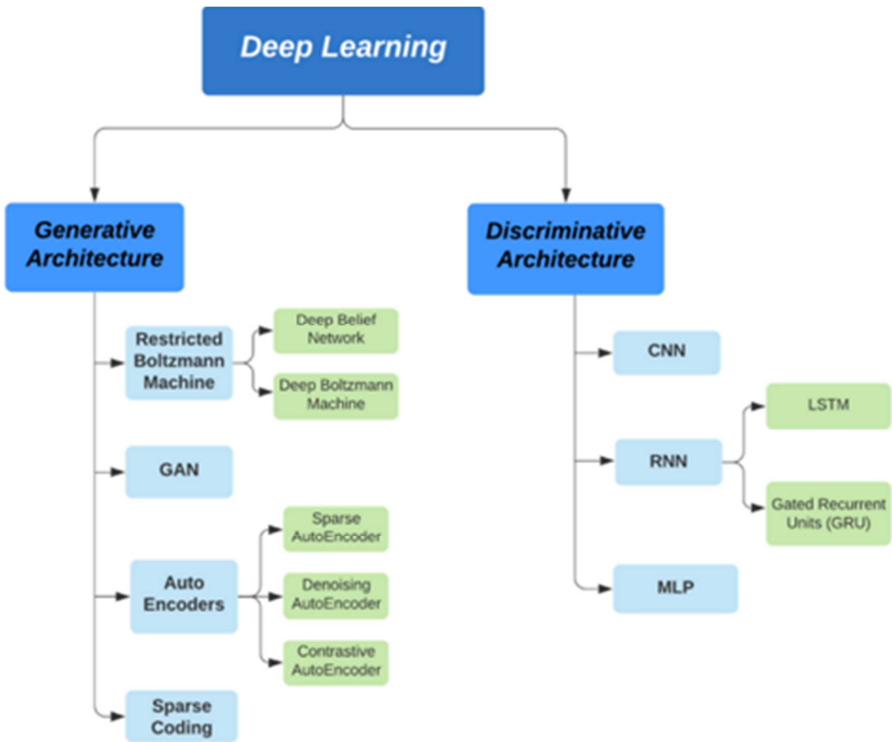 Deep Learning
Generative
Architecture
Restricted
Boltzmann
Machine
Deep Belief
Network
Deep Boltzmann
Machine
GAN
Auto
Encoders
Sparse
AutoEncoder
Denoising
AutoEncoder
Contrastive
AutoEncoder
Sparse
Coding
Discriminative
Architecture
CNN
RNN
LSTM
Gated Recurrent
Units (GRU)
MLP